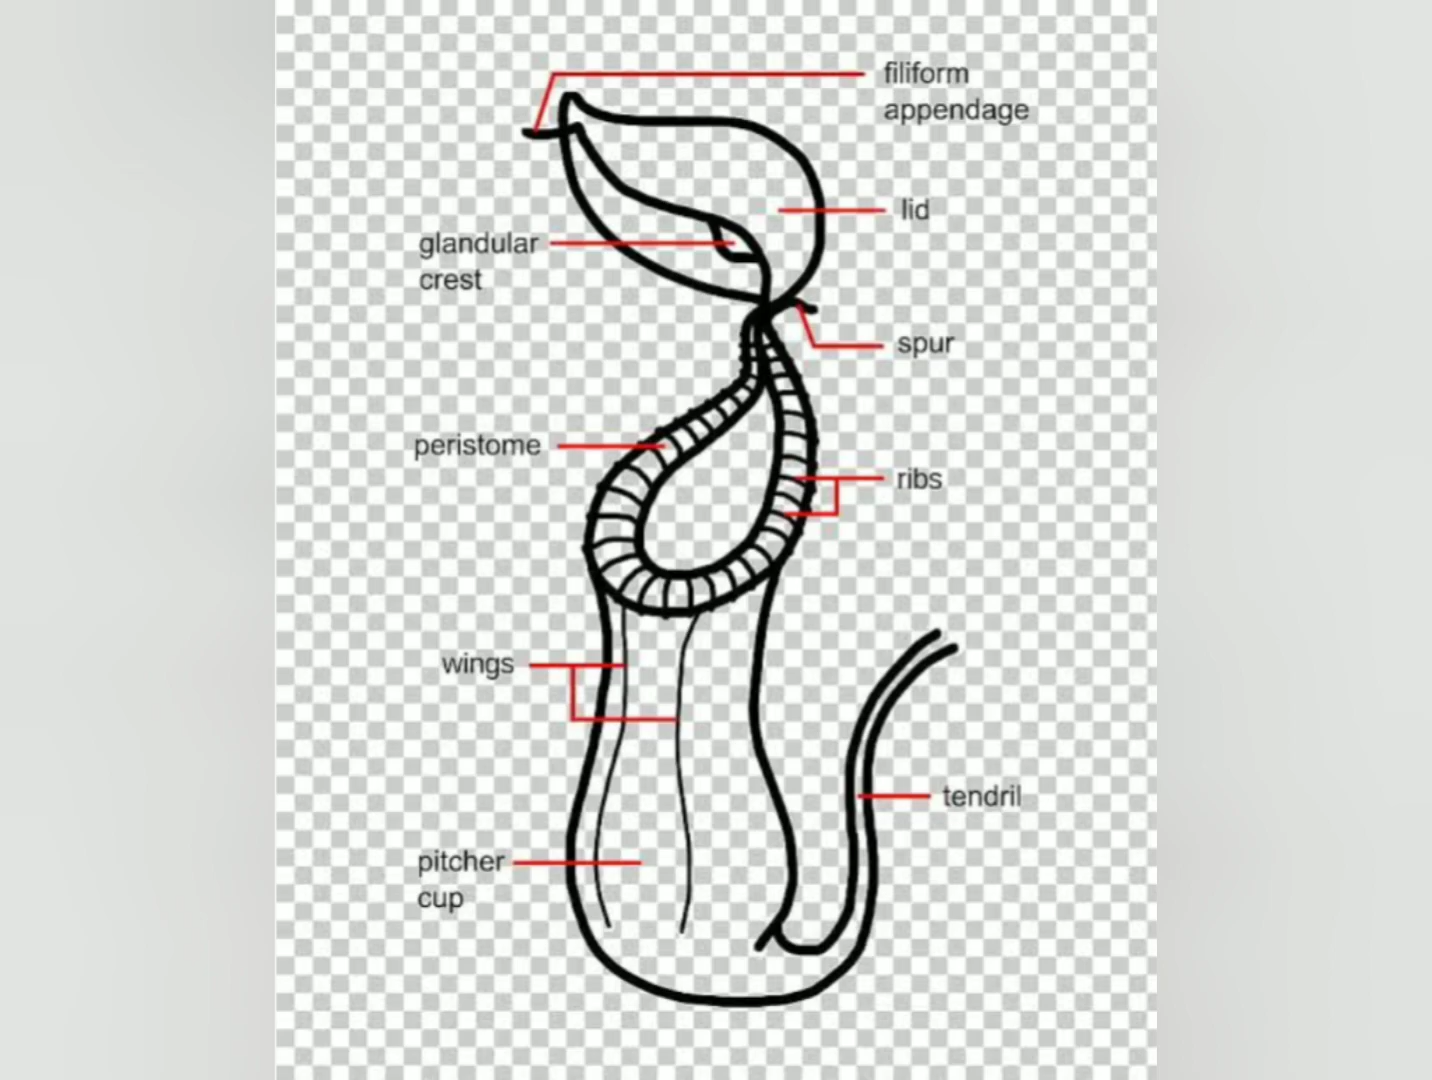 filiform
appendage
lid
glandular
crest
spur
peristome
ribs
wings
tendril
pitcher
cup